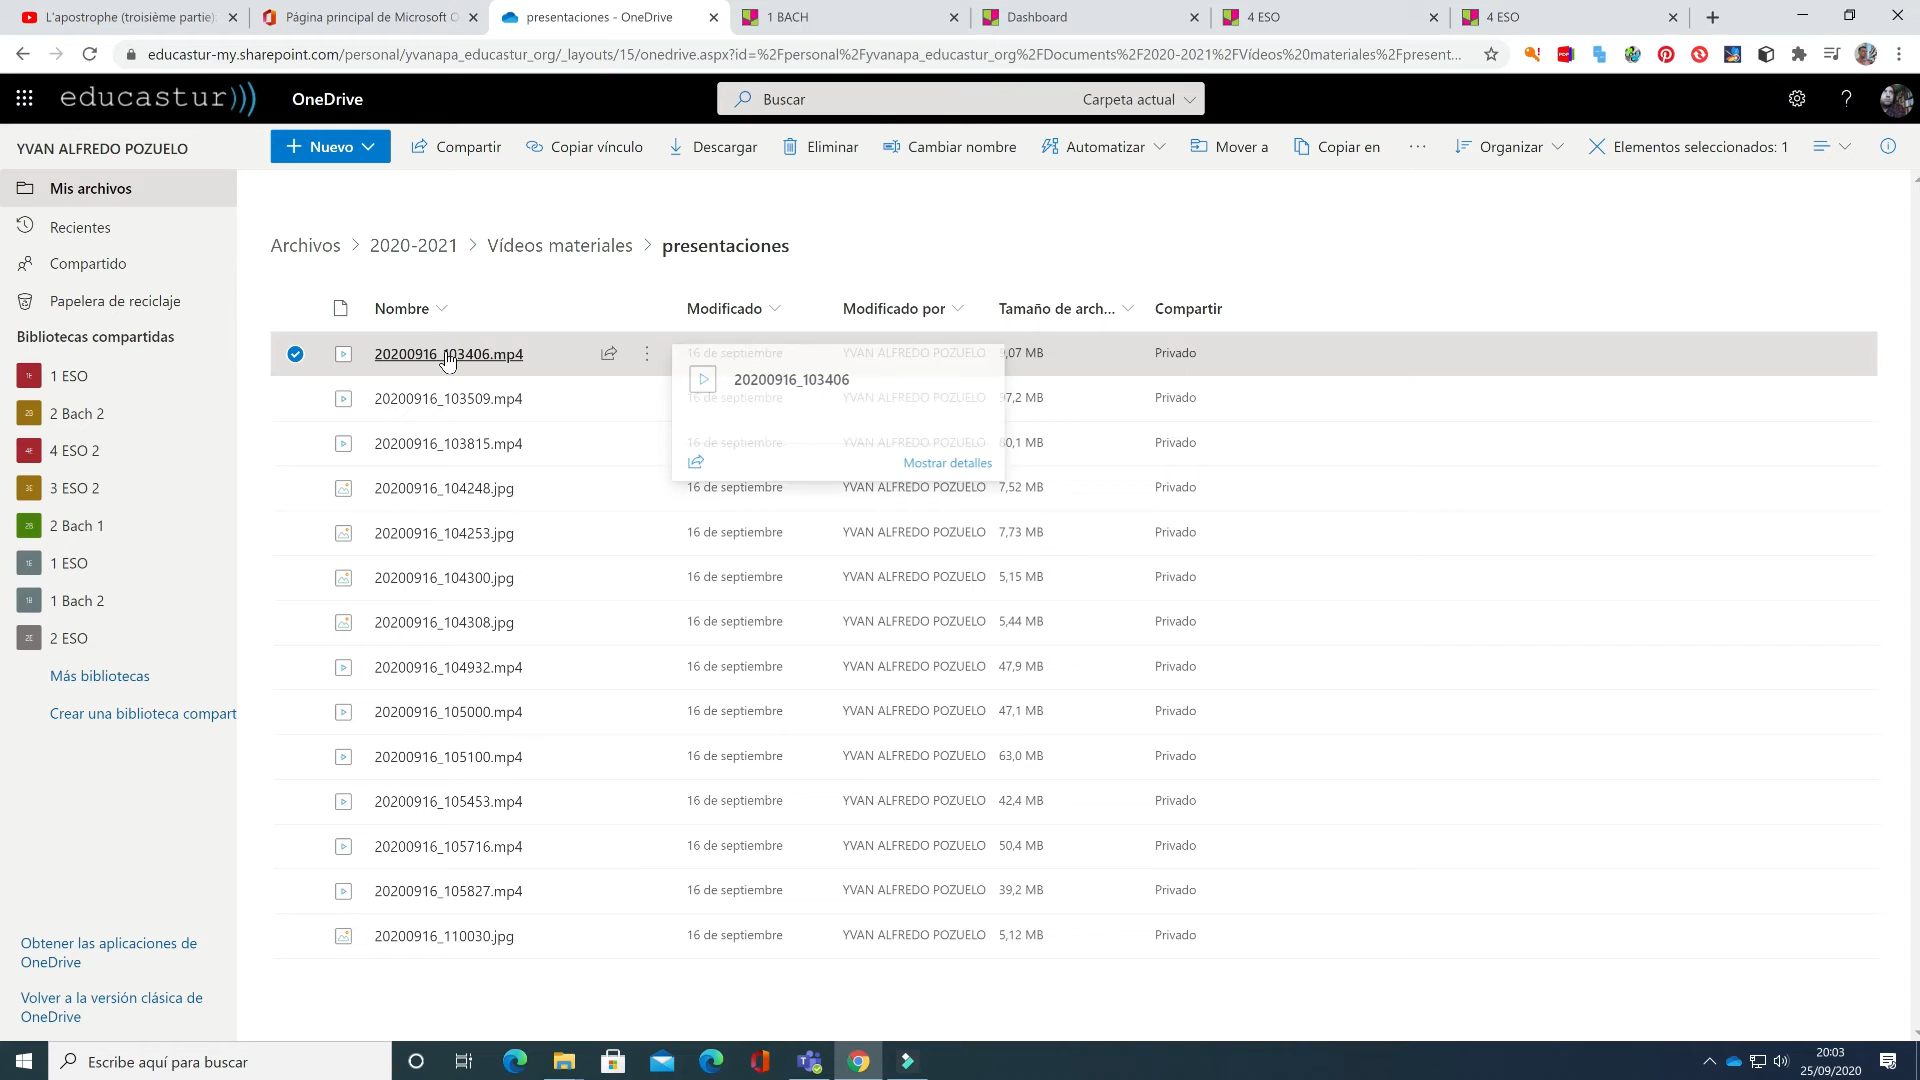 L'apostrophe (troisième partie):
Página principal de Microsoft O
presentaciones - OneDrive
1 BACH
Dashboard
4 ESO
4 ESO
educastur-my.sharepoint.com/personal/yvanapa_educastur_org/_layouts/15/onedrive.aspx?id=%2Fpersonal%2Fyvanapa_educastur_org%2FDocuments%2F2020-2021%2FVídeos%20materiales%2Fpresent...
educastur)))
OneDrive
Buscar
Carpeta actual
YVAN ALFREDO POZUELO
Nuevo
Compartir
Copiar vínculo
Descargar
Eliminar
Cambiar nombre
Automatizar
Mover a
Copiar en
Organizar
Elementos seleccionados: 1
Mis archivos
Recientes
Compartido
Papelera de reciclaje
Bibliotecas compartidas
1 ESO
2 Bach 2
4 ESO 2
3 ESO 2
2 Bach 1
1 ESO
1 Bach 2
2 ESO
Más bibliotecas
Crear una biblioteca compart
Obtener las aplicaciones de
OneDrive
Volver a la versión clásica de
OneDrive
Archivos > 2020-2021 > Vídeos materiales > presentaciones
Nombre Modificado Modificado por Tamaño de arch... Compartir
20200916_103406.mp4 16 de septiembre YVAN ALFREDO POZUELO 9,07 MB Privado
20200916_103406
20200916_103509.mp4 16 de septiembre YVAN ALFREDO POZUELO 97,2 MB Privado
20200916_103815.mp4 16 de septiembre YVAN ALFREDO POZUELO 80,1 MB Privado
Mostrar detalles
20200916_104248.jpg 16 de septiembre YVAN ALFREDO POZUELO 7,52 MB Privado
20200916_104253.jpg 16 de septiembre YVAN ALFREDO POZUELO 7,73 MB Privado
20200916_104300.jpg 16 de septiembre YVAN ALFREDO POZUELO 5,15 MB Privado
20200916_104308.jpg 16 de septiembre YVAN ALFREDO POZUELO 5,44 MB Privado
20200916_104932.mp4 16 de septiembre YVAN ALFREDO POZUELO 47,9 MB Privado
20200916_105000.mp4 16 de septiembre YVAN ALFREDO POZUELO 47,1 MB Privado
20200916_105100.mp4 16 de septiembre YVAN ALFREDO POZUELO 63,0 MB Privado
20200916_105453.mp4 16 de septiembre YVAN ALFREDO POZUELO 42,4 MB Privado
20200916_105716.mp4 16 de septiembre YVAN ALFREDO POZUELO 50,4 MB Privado
20200916_105827.mp4 16 de septiembre YVAN ALFREDO POZUELO 39,2 MB Privado
20200916_110030.jpg 16 de septiembre YVAN ALFREDO POZUELO 5,12 MB Privado
Escribe aquí para buscar
20:03
25/09/2020